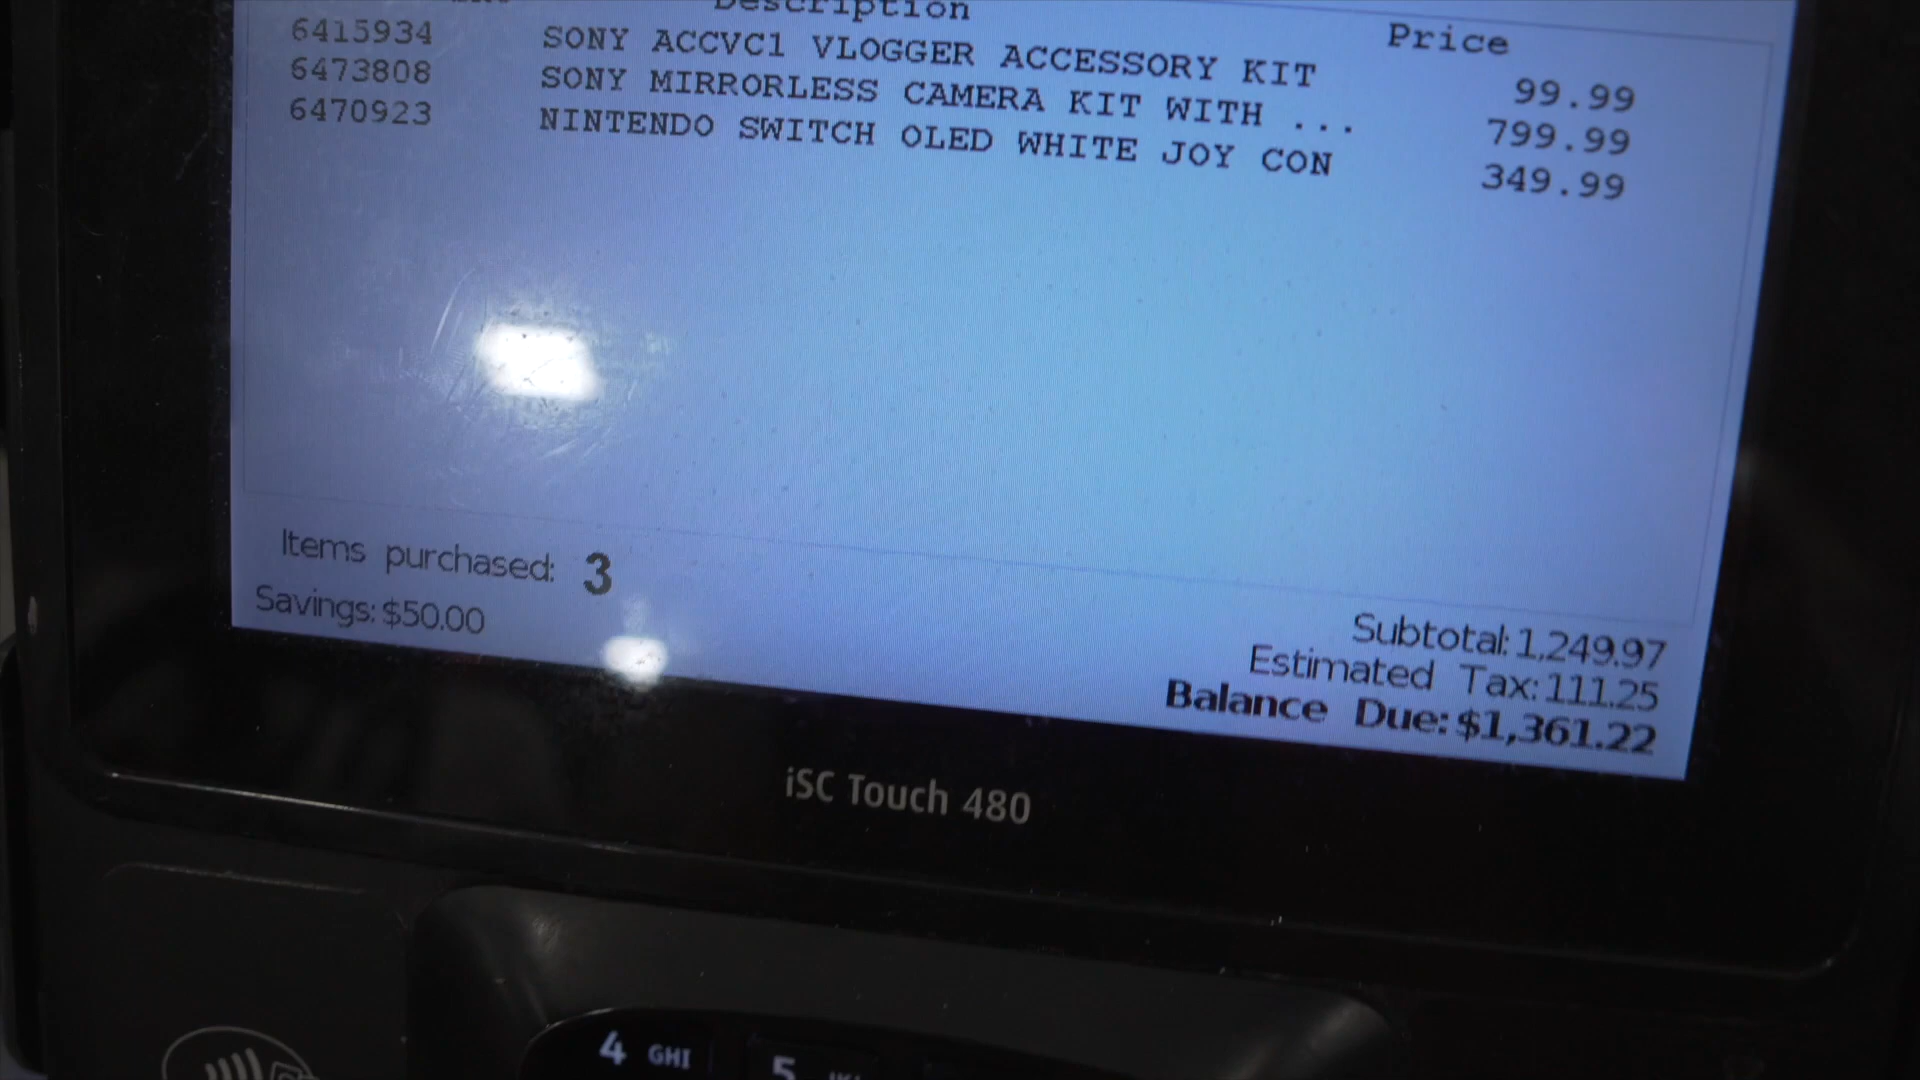 Description Price
6415934 SONY ACCVC1 VLOGGER ACCESSORY KIT 99.99
6473808 SONY MIRRORLESS CAMERA KIT WITH ... 799.99
6470923 NINTENDO SWITCH OLED WHITE JOY CON 349.99
Items purchased: 3
Savings: $50.00
Subtotal: 1,249.97
Estimated Tax: 111.25
Balance Due: $1,361.22
iSC Touch 480
4 GHI 5